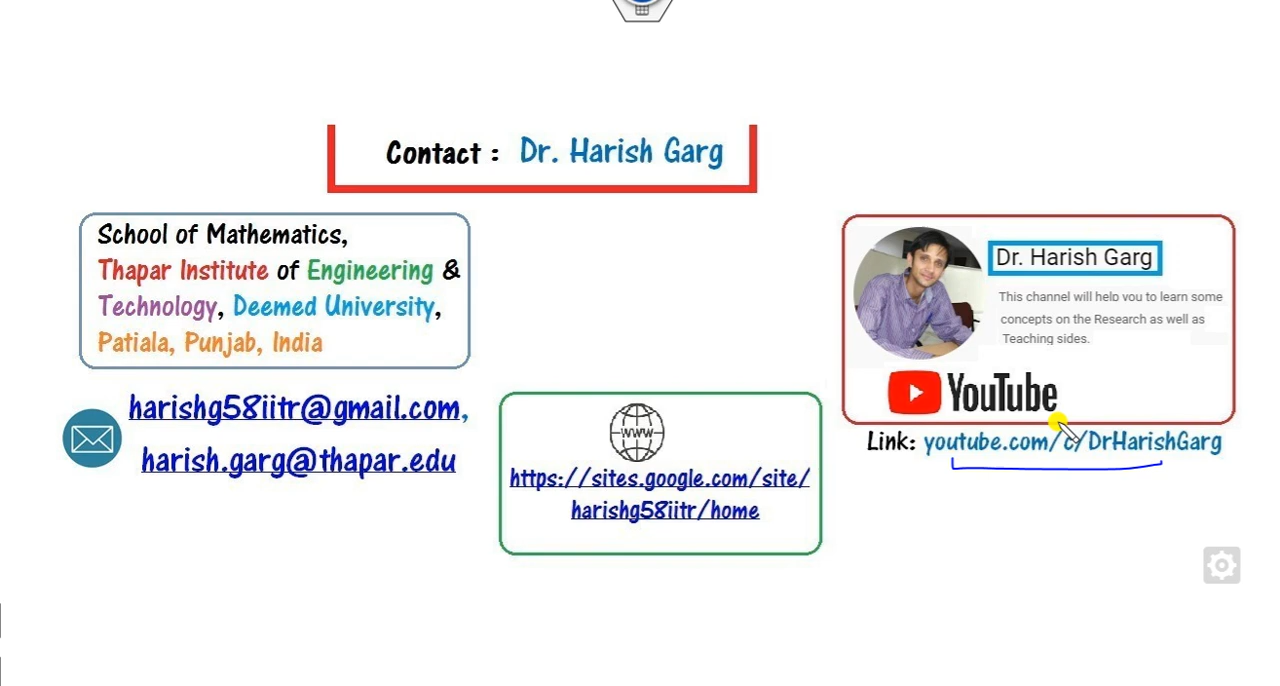 Contact : Dr. Harish Garg
School of Mathematics,
Thapar Institute of Engineering &
Technology, Deemed University,
Patiala, Punjab, India
harishg58iitr@gmail.com,
harish.garg@thapar.edu
WWW
https://sites.google.com/site/
harishg58iitr/home
Dr. Harish Garg
This channel will help you to learn some
concepts on the Research as well as
Teaching sides.
YouTube
Link: youtube.com/c/DrHarishGarg